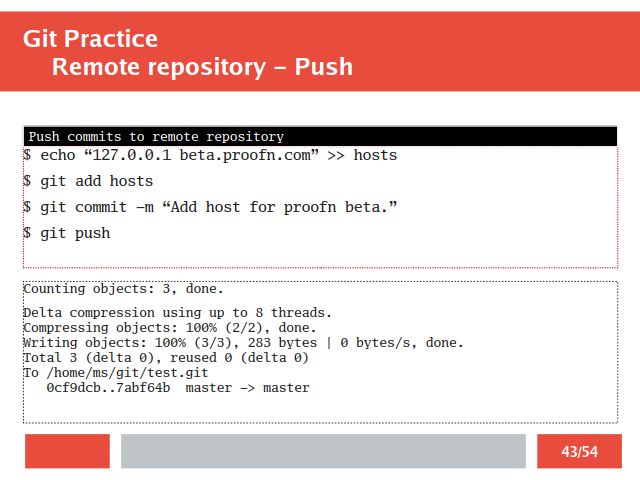 Git Practice
Remote repository – Push
Push commits to remote repository
$ echo “127.0.0.1 beta.proofn.com” >> hosts
$ git add hosts
$ git commit –m “Add host for proofn beta.”
$ git push
Counting objects: 3, done.
Delta compression using up to 8 threads.
Compressing objects: 100% (2/2), done.
Writing objects: 100% (3/3), 283 bytes | 0 bytes/s, done.
Total 3 (delta 0), reused 0 (delta 0)
To /home/ms/git/test.git
0cf9dcb..7abf64b  master –> master
43/54